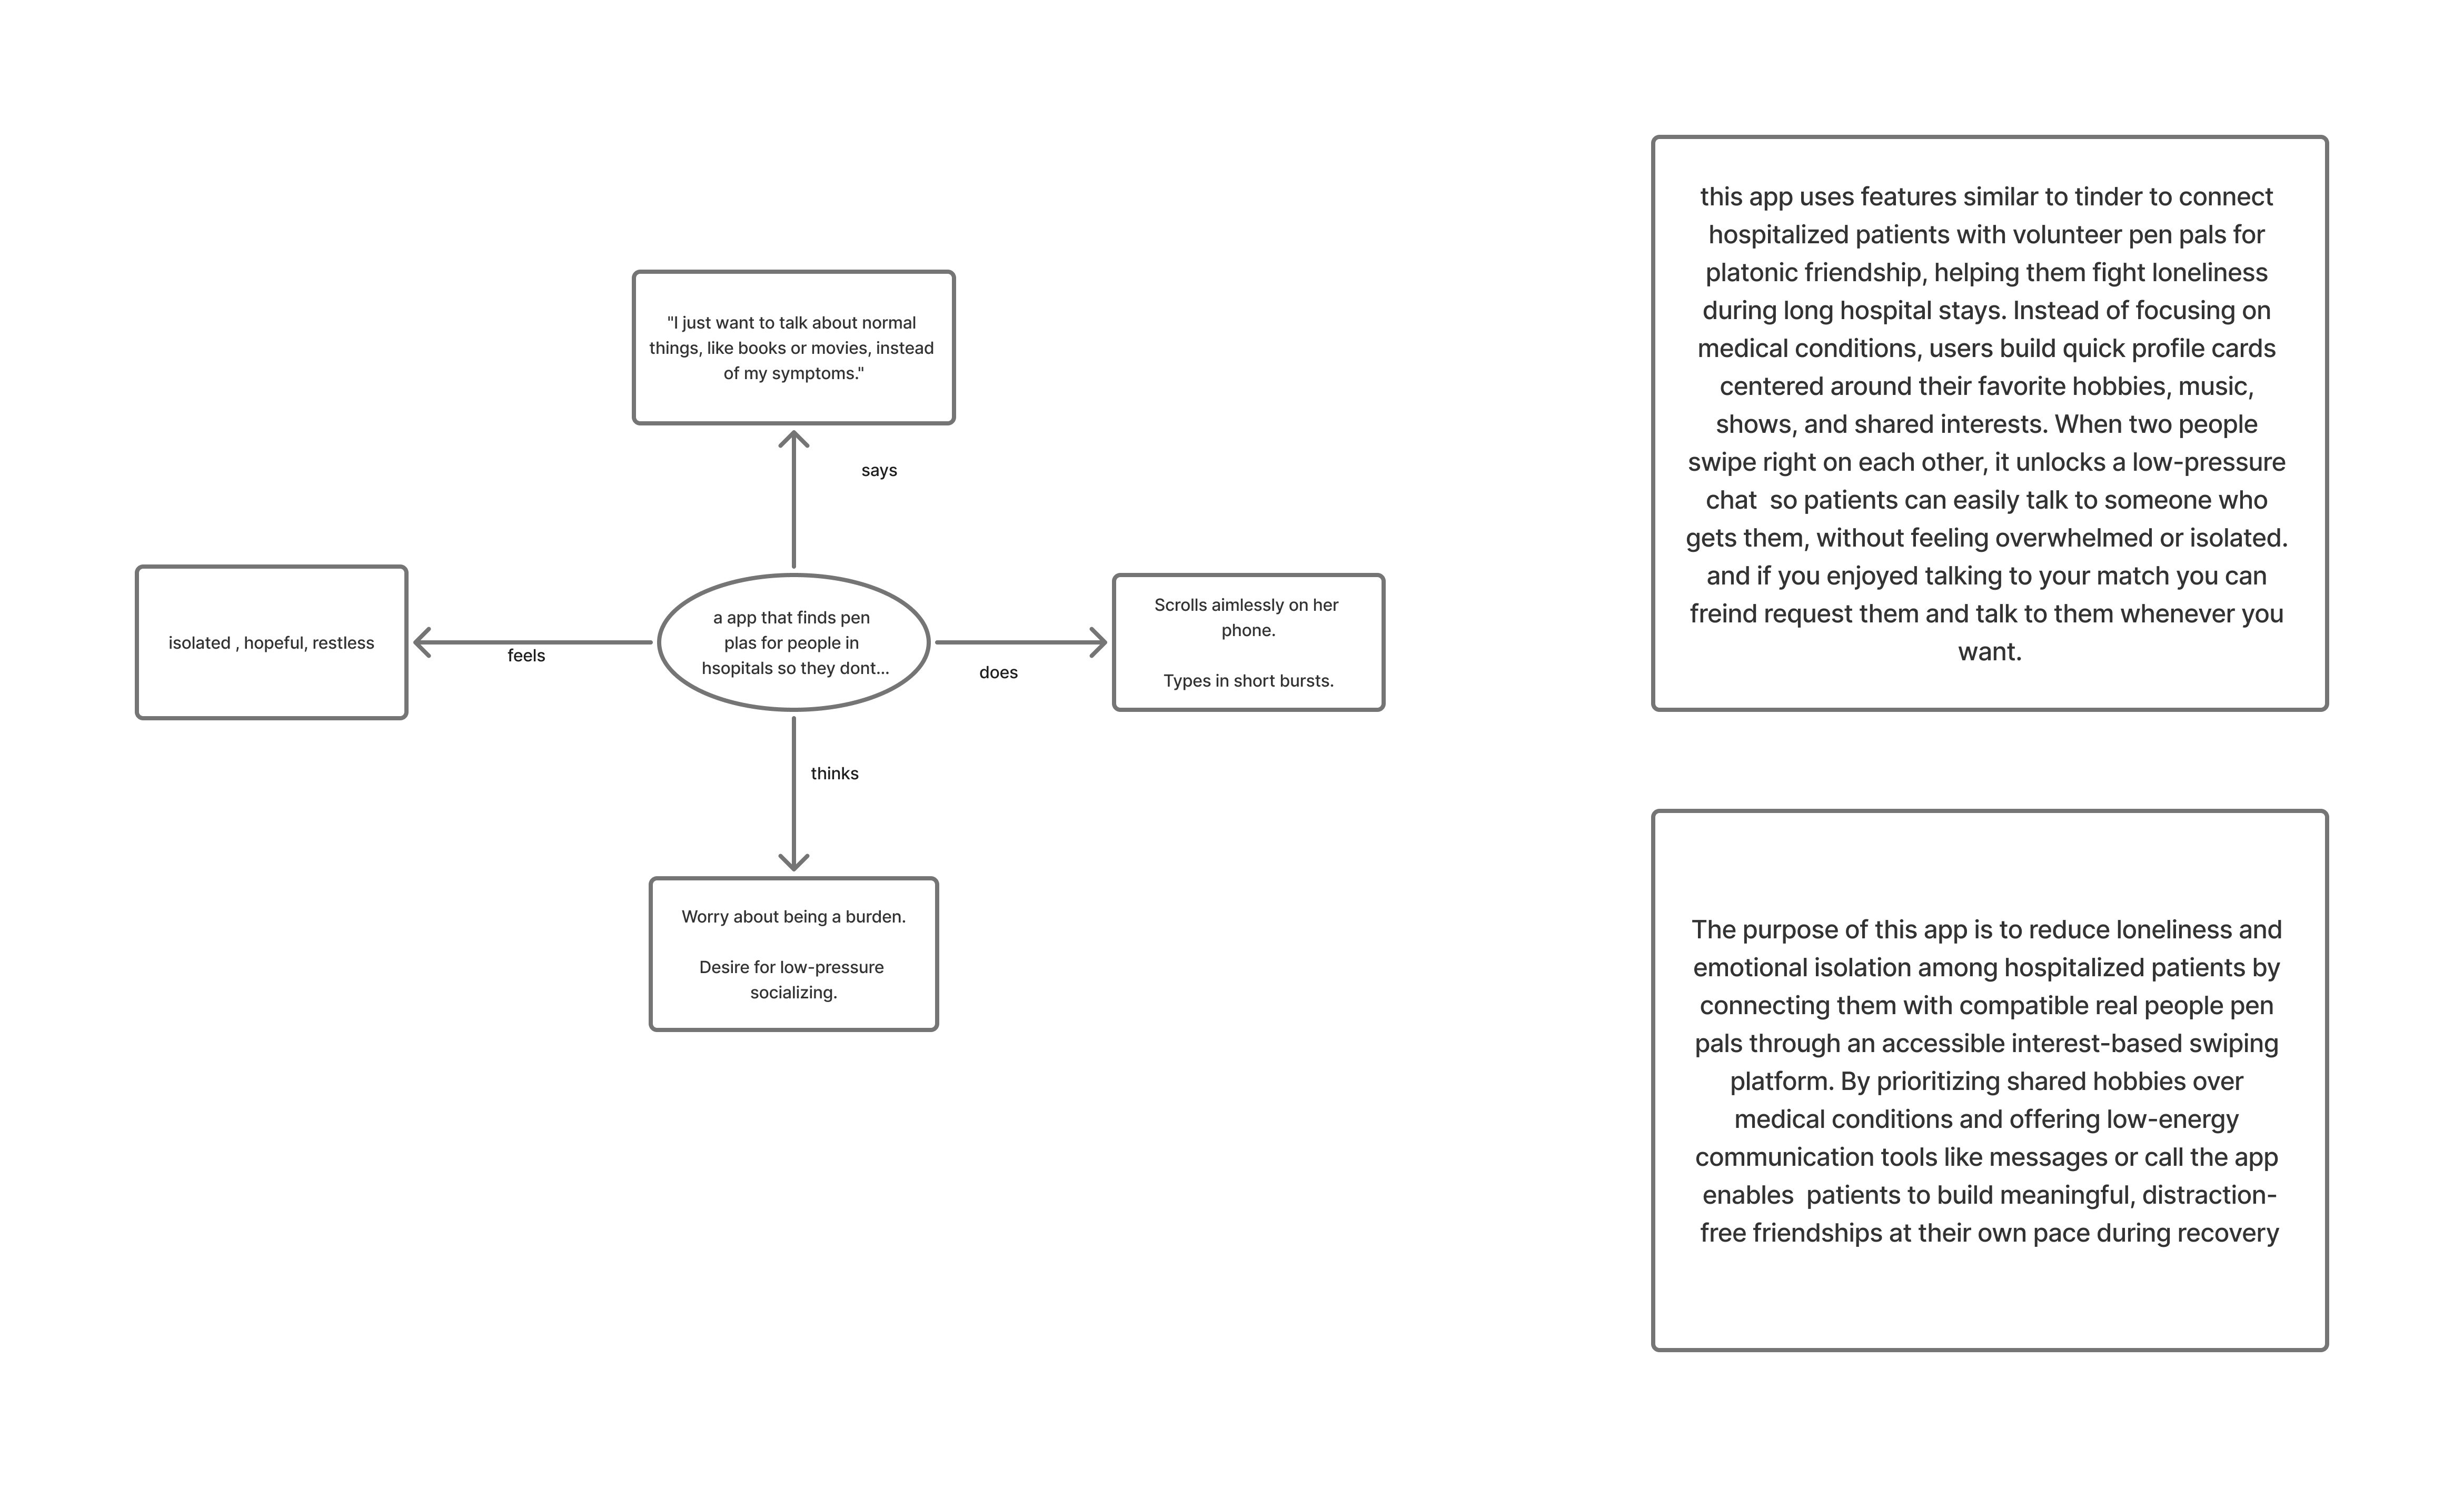 "I just want to talk about normal
things, like books or movies, instead
of my symptoms."
says
isolated , hopeful, restless
feels
a app that finds pen
plas for people in
hsopitals so they dont...
does
Scrolls aimlessly on her
phone.
Types in short bursts.
thinks
Worry about being a burden.
Desire for low-pressure
socializing.
this app uses features similar to tinder to connect
hospitalized patients with volunteer pen pals for
platonic friendship, helping them fight loneliness
during long hospital stays. Instead of focusing on
medical conditions, users build quick profile cards
centered around their favorite hobbies, music,
shows, and shared interests. When two people
swipe right on each other, it unlocks a low-pressure
chat  so patients can easily talk to someone who
gets them, without feeling overwhelmed or isolated.
and if you enjoyed talking to your match you can
freind request them and talk to them whenever you
want.
The purpose of this app is to reduce loneliness and
emotional isolation among hospitalized patients by
connecting them with compatible real people pen
pals through an accessible interest-based swiping
platform. By prioritizing shared hobbies over
medical conditions and offering low-energy
communication tools like messages or call the app
enables  patients to build meaningful, distraction-
free friendships at their own pace during recovery